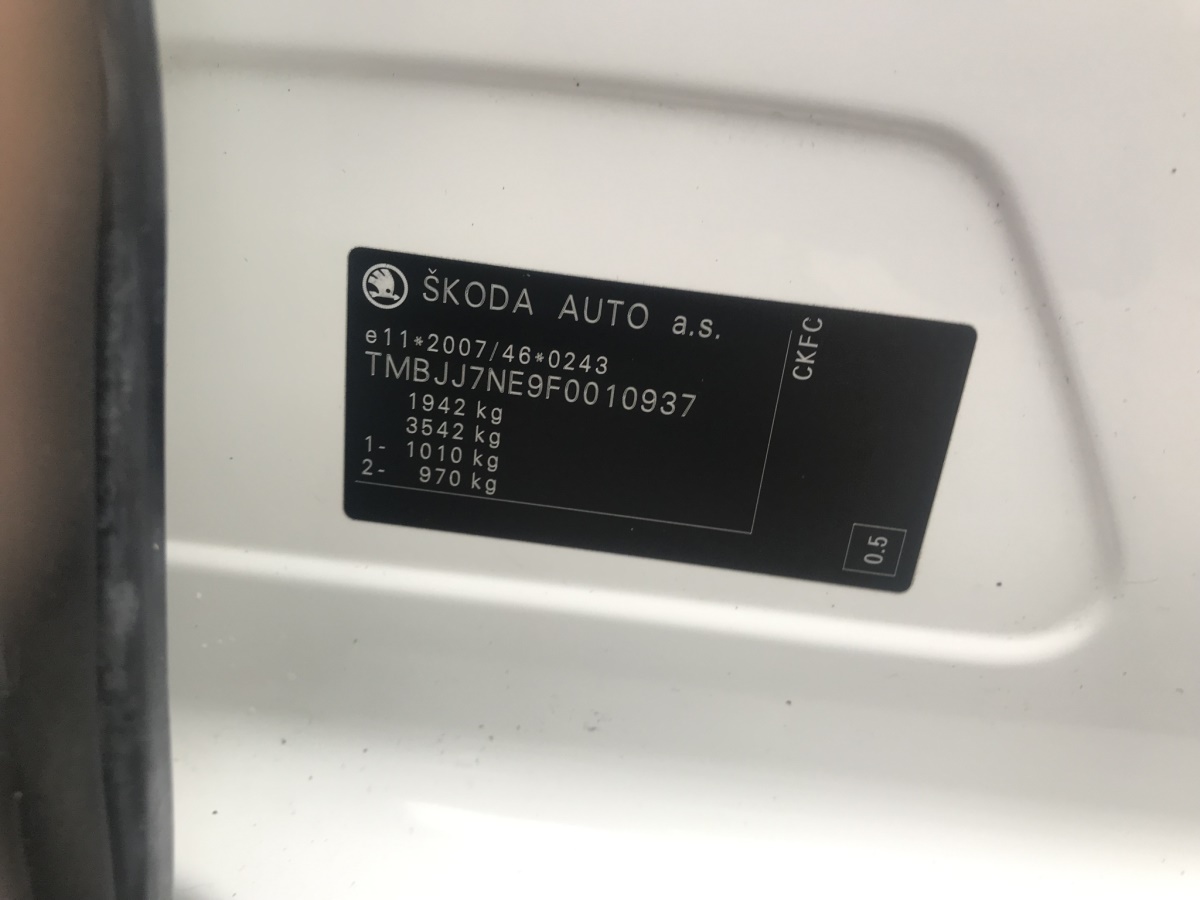 ŠKODA AUTO a.s.
e11*2007/46*0243
TMBJJ7NE9F0010937
1942 kg
3542 kg
1- 1010 kg
2- 970 kg
CKFC
0.5